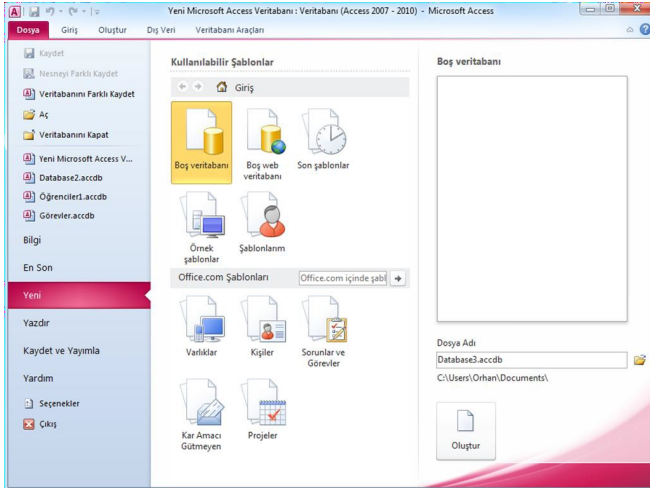 Yeni Microsoft Access Veritabanı : Veritabanı (Access 2007 - 2010) - Microsoft Access
Dosya Giriş Oluştur Dış Veri Veritabanı Araçları
Kaydet
Nesneyi Farklı Kaydet
Veritabanını Farklı Kaydet
Aç
Veritabanını Kapat
Yeni Microsoft Access V...
Database2.accdb
Öğrenciler1.accdb
Görevler.accdb
Bilgi
En Son
Yeni
Yazdır
Kaydet ve Yayımla
Yardım
Seçenekler
Çıkış
Kullanılabilir Şablonlar
Giriş
Boş veritabanı
Boş web
veritabanı
Son şablonlar
Örnek
şablonlar
Şablonlarım
Office.com Şablonları
Office.com içinde şabl
Varlıklar
Kişiler
Sorunlar ve
Görevler
Kar Amacı
Gütmeyen
Projeler
Boş veritabanı
Dosya Adı
Database3.accdb
C:\Users\Orhan\Documents\
Oluştur